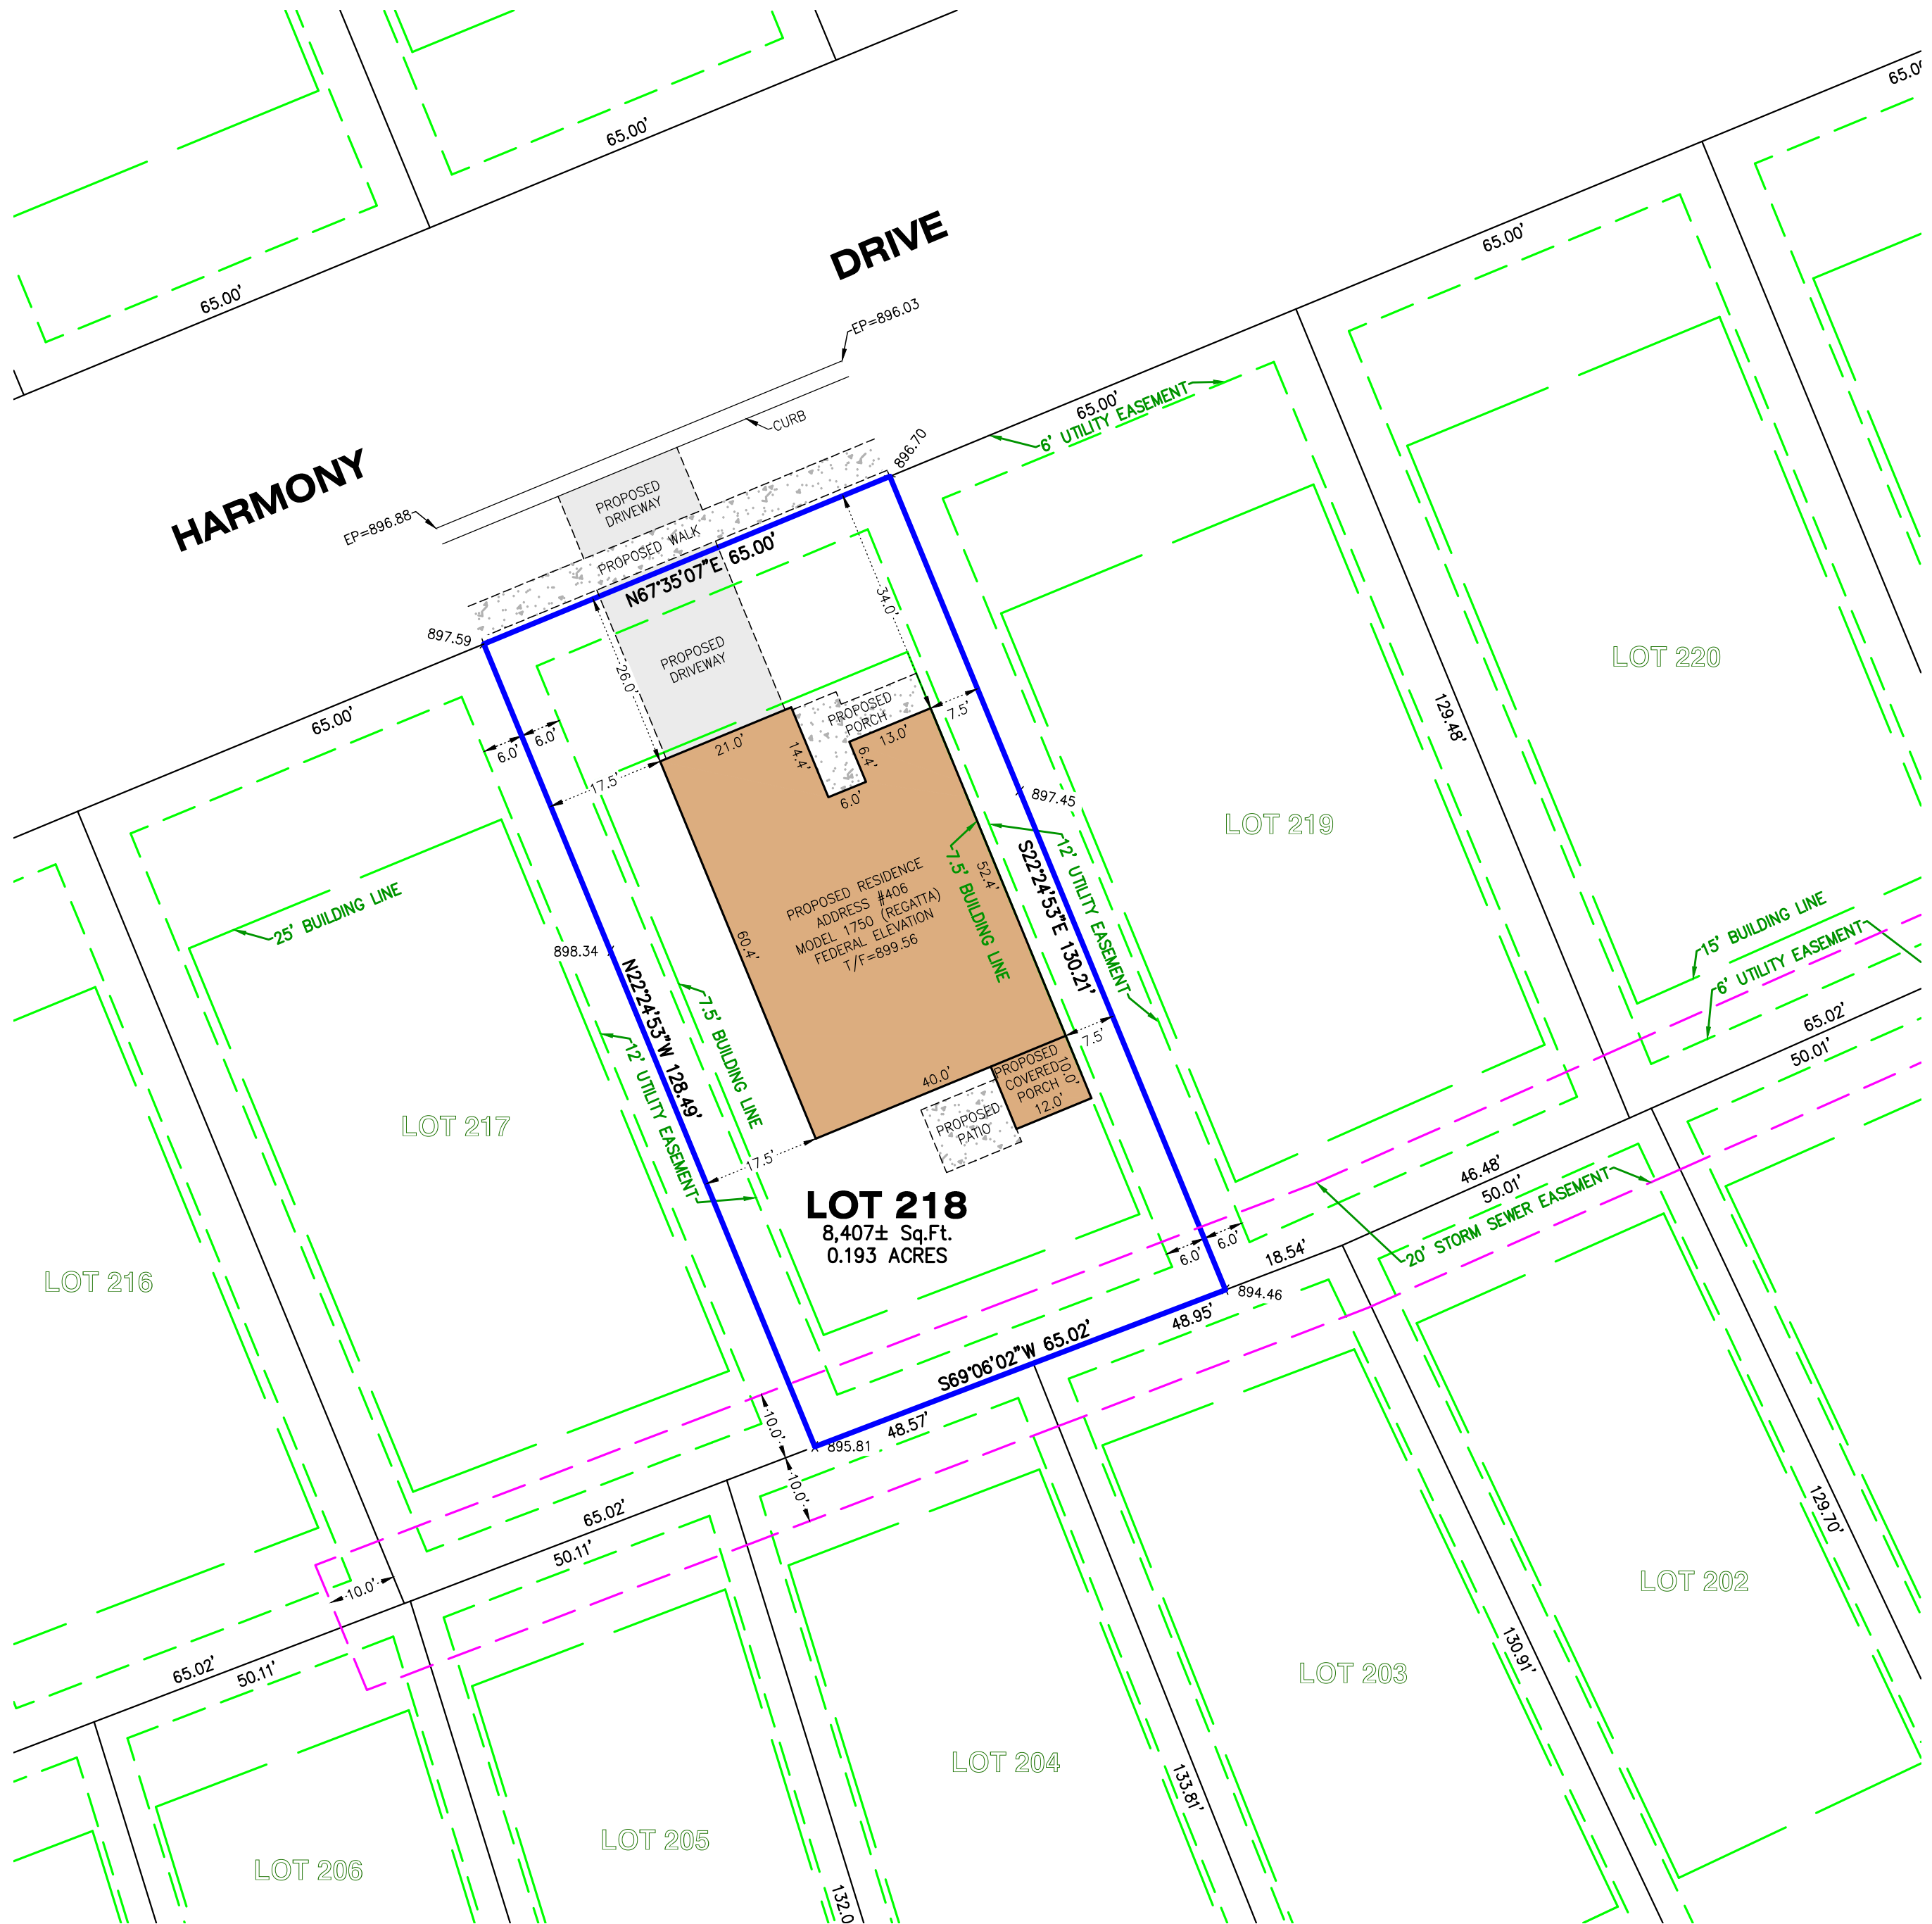 65.00'
65.00'
65.00'
DRIVE
65.00'
HARMONY
EP=896.03
CURB
EP=896.88
65.00'
6' UTILITY EASEMENT
896.70
PROPOSED
DRIVEWAY
PROPOSED WALK
N67°35'07"E 65.00'
897.59
PROPOSED
DRIVEWAY
34.0'
26.0'
65.00'
6.0'
6.0'
17.5'
21.0'
14.4'
PROPOSED
PORCH
13.0'
6.4'
6.0'
7.5'
897.45
LOT 220
129.48'
LOT 219
25' BUILDING LINE
PROPOSED RESIDENCE
ADDRESS #406
MODEL 1750 (REGATTA)
FEDERAL ELEVATION
T/F=899.56
60.4'
52.4'
7.5' BUILDING LINE
S22°24'53"E 130.21'
12' UTILITY EASEMENT
898.34
N22°24'53"W 128.49'
7.5' BUILDING LINE
12' UTILITY EASEMENT
15' BUILDING LINE
6' UTILITY EASEMENT
65.02'
50.01'
7.5'
40.0'
PROPOSED
COVERED
PORCH
10.0'
12.0'
PROPOSED
PATIO
17.5'
LOT 217
LOT 218
8,407± Sq.Ft.
0.193 ACRES
46.48'
50.01'
20' STORM SEWER EASEMENT
6.0'
6.0'
18.54'
894.46
48.95'
S69°06'02"W 65.02'
48.57'
895.81
10.0'
10.0'
LOT 216
65.02'
50.11'
10.0'
65.02'
50.11'
129.70'
LOT 202
130.91'
LOT 203
LOT 204
133.81'
LOT 205
LOT 206
132.0